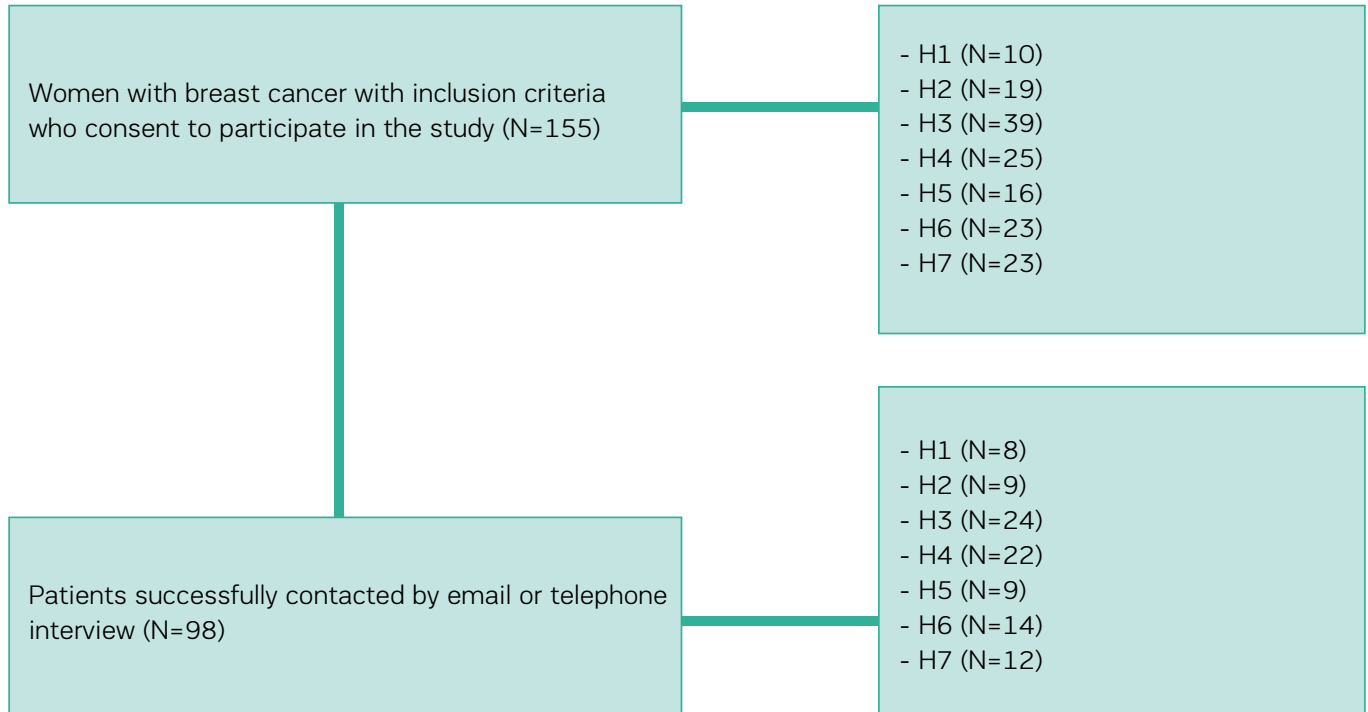 Women with breast cancer with inclusion criteria
who consent to participate in the study (N=155)
- H1 (N=10)
- H2 (N=19)
- H3 (N=39)
- H4 (N=25)
- H5 (N=16)
- H6 (N=23)
- H7 (N=23)
Patients successfully contacted by email or telephone
interview (N=98)
- H1 (N=8)
- H2 (N=9)
- H3 (N=24)
- H4 (N=22)
- H5 (N=9)
- H6 (N=14)
- H7 (N=12)